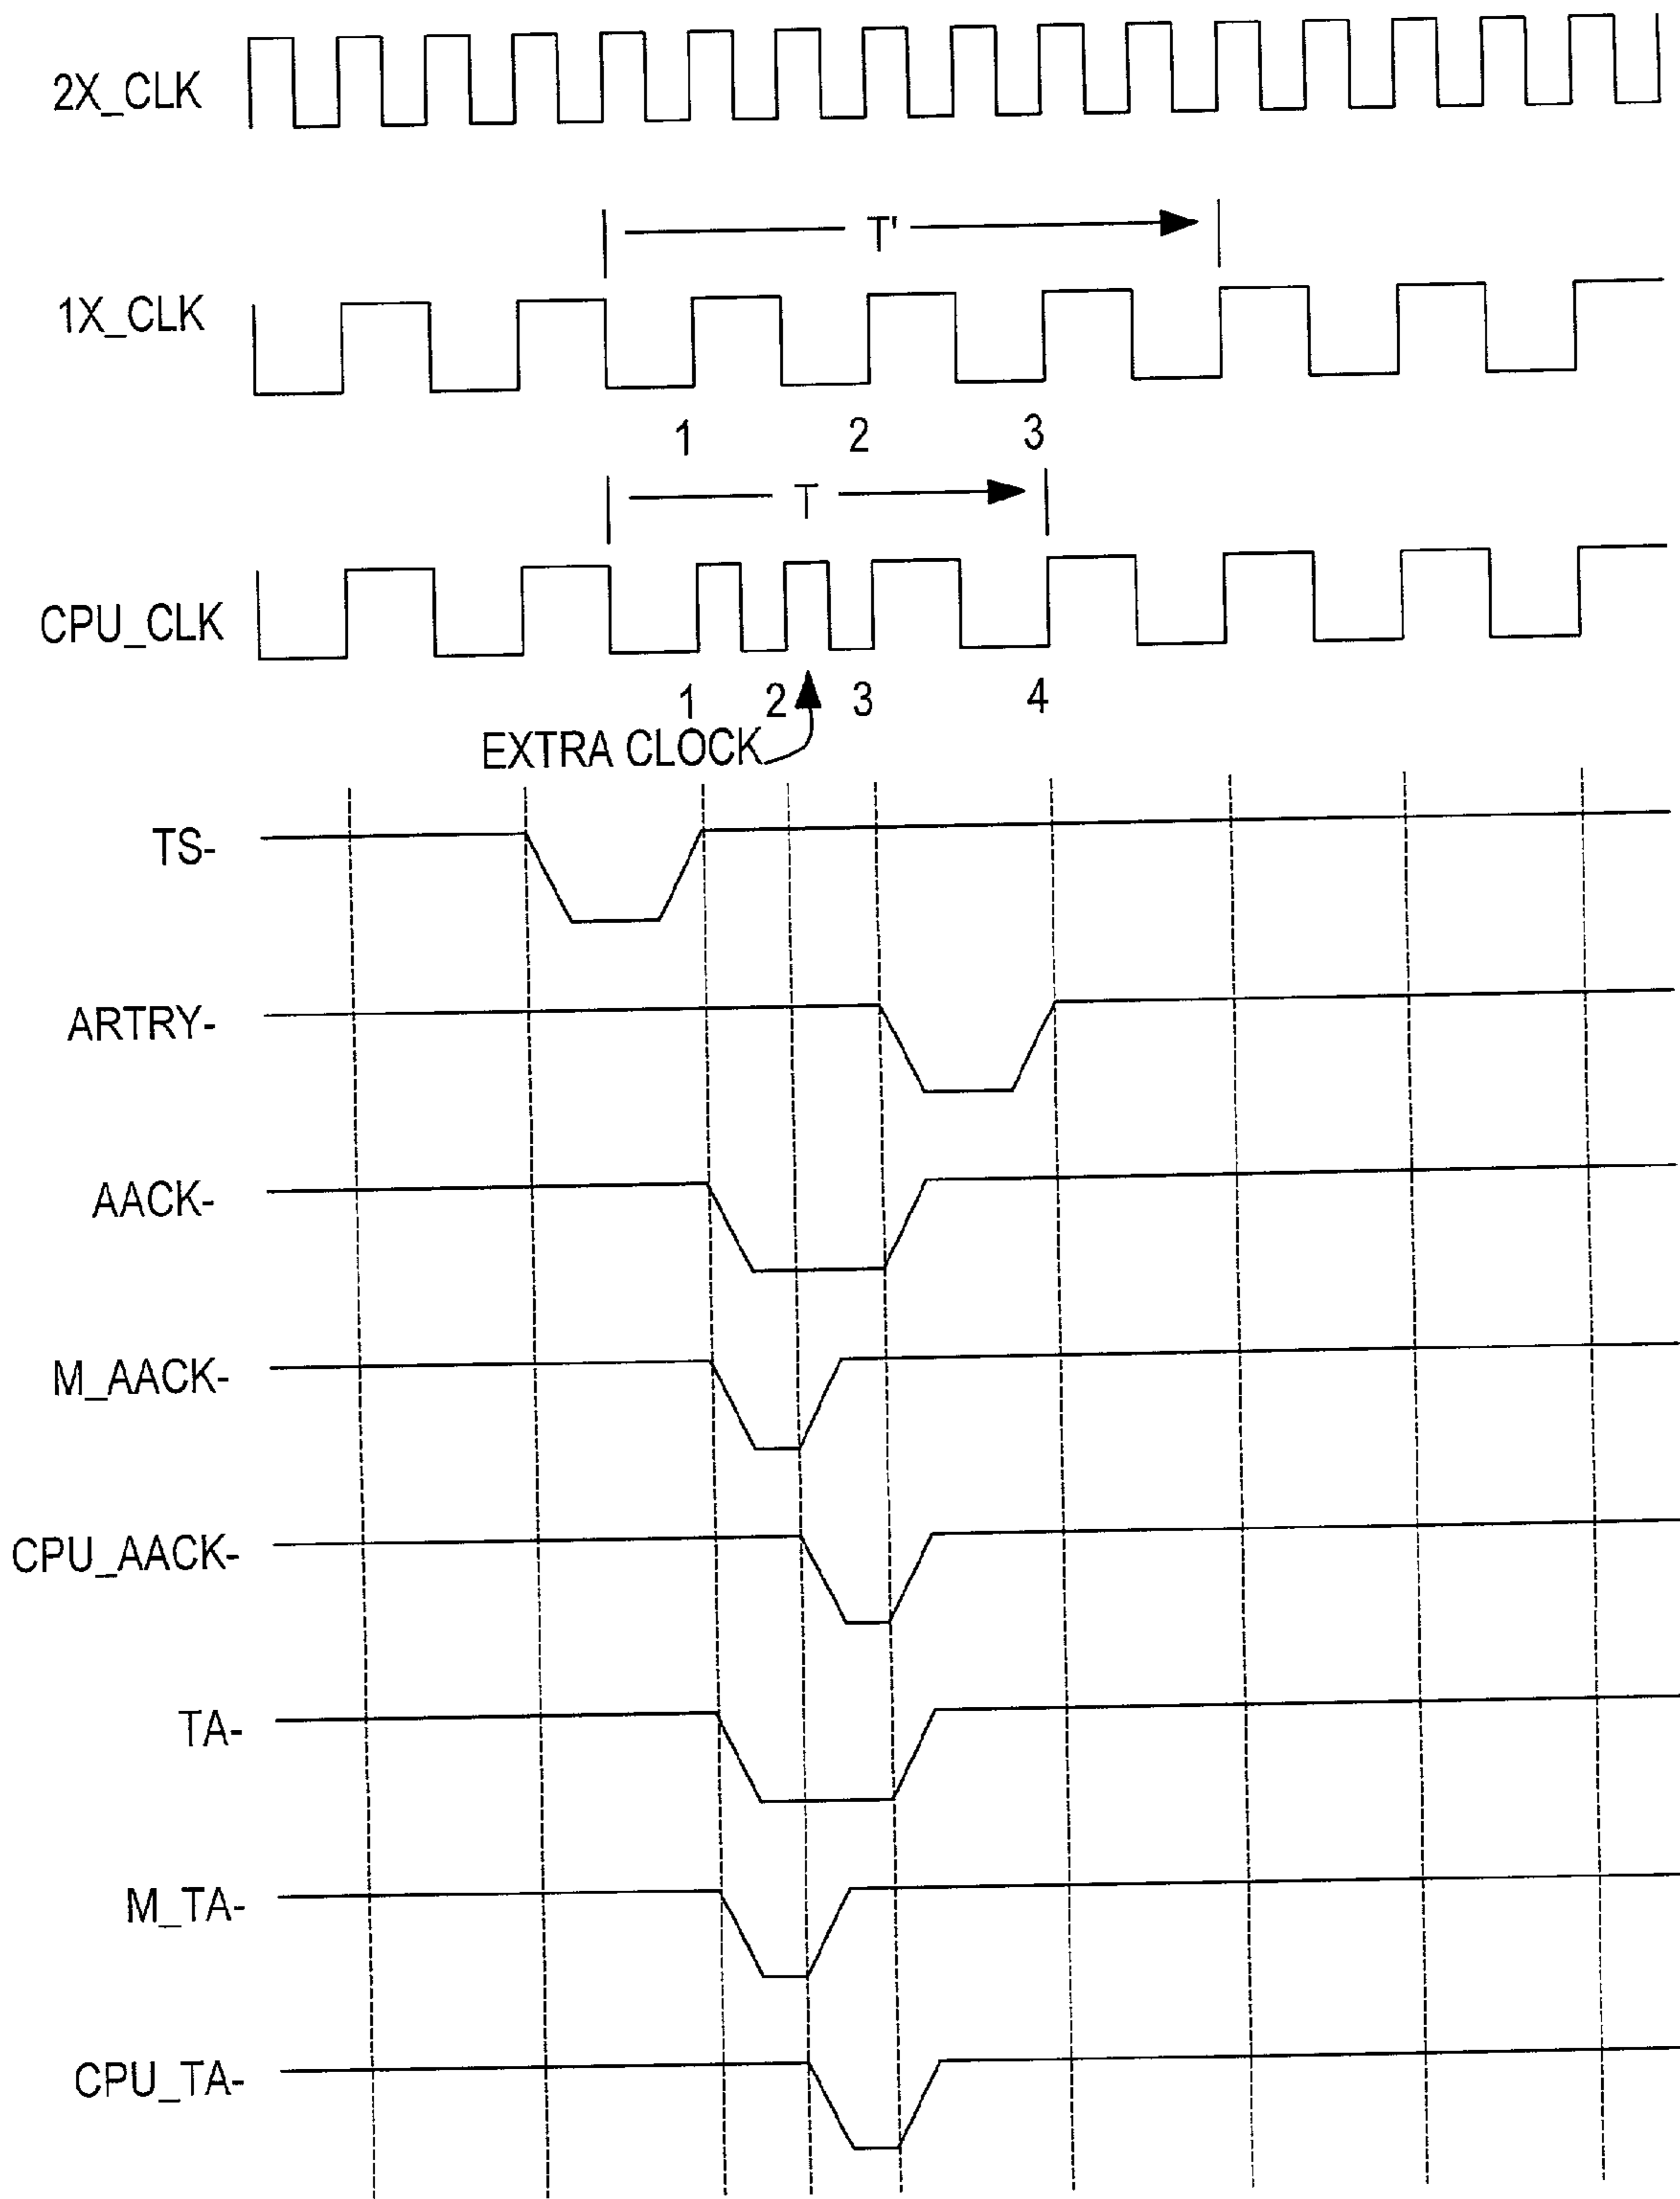 2X_CLK
T'
1X_CLK
1 2 3
T
CPU_CLK
1 2 3 4
EXTRA CLOCK
TS-
ARTRY-
AACK-
M_AACK-
CPU_AACK-
TA-
M_TA-
CPU_TA-